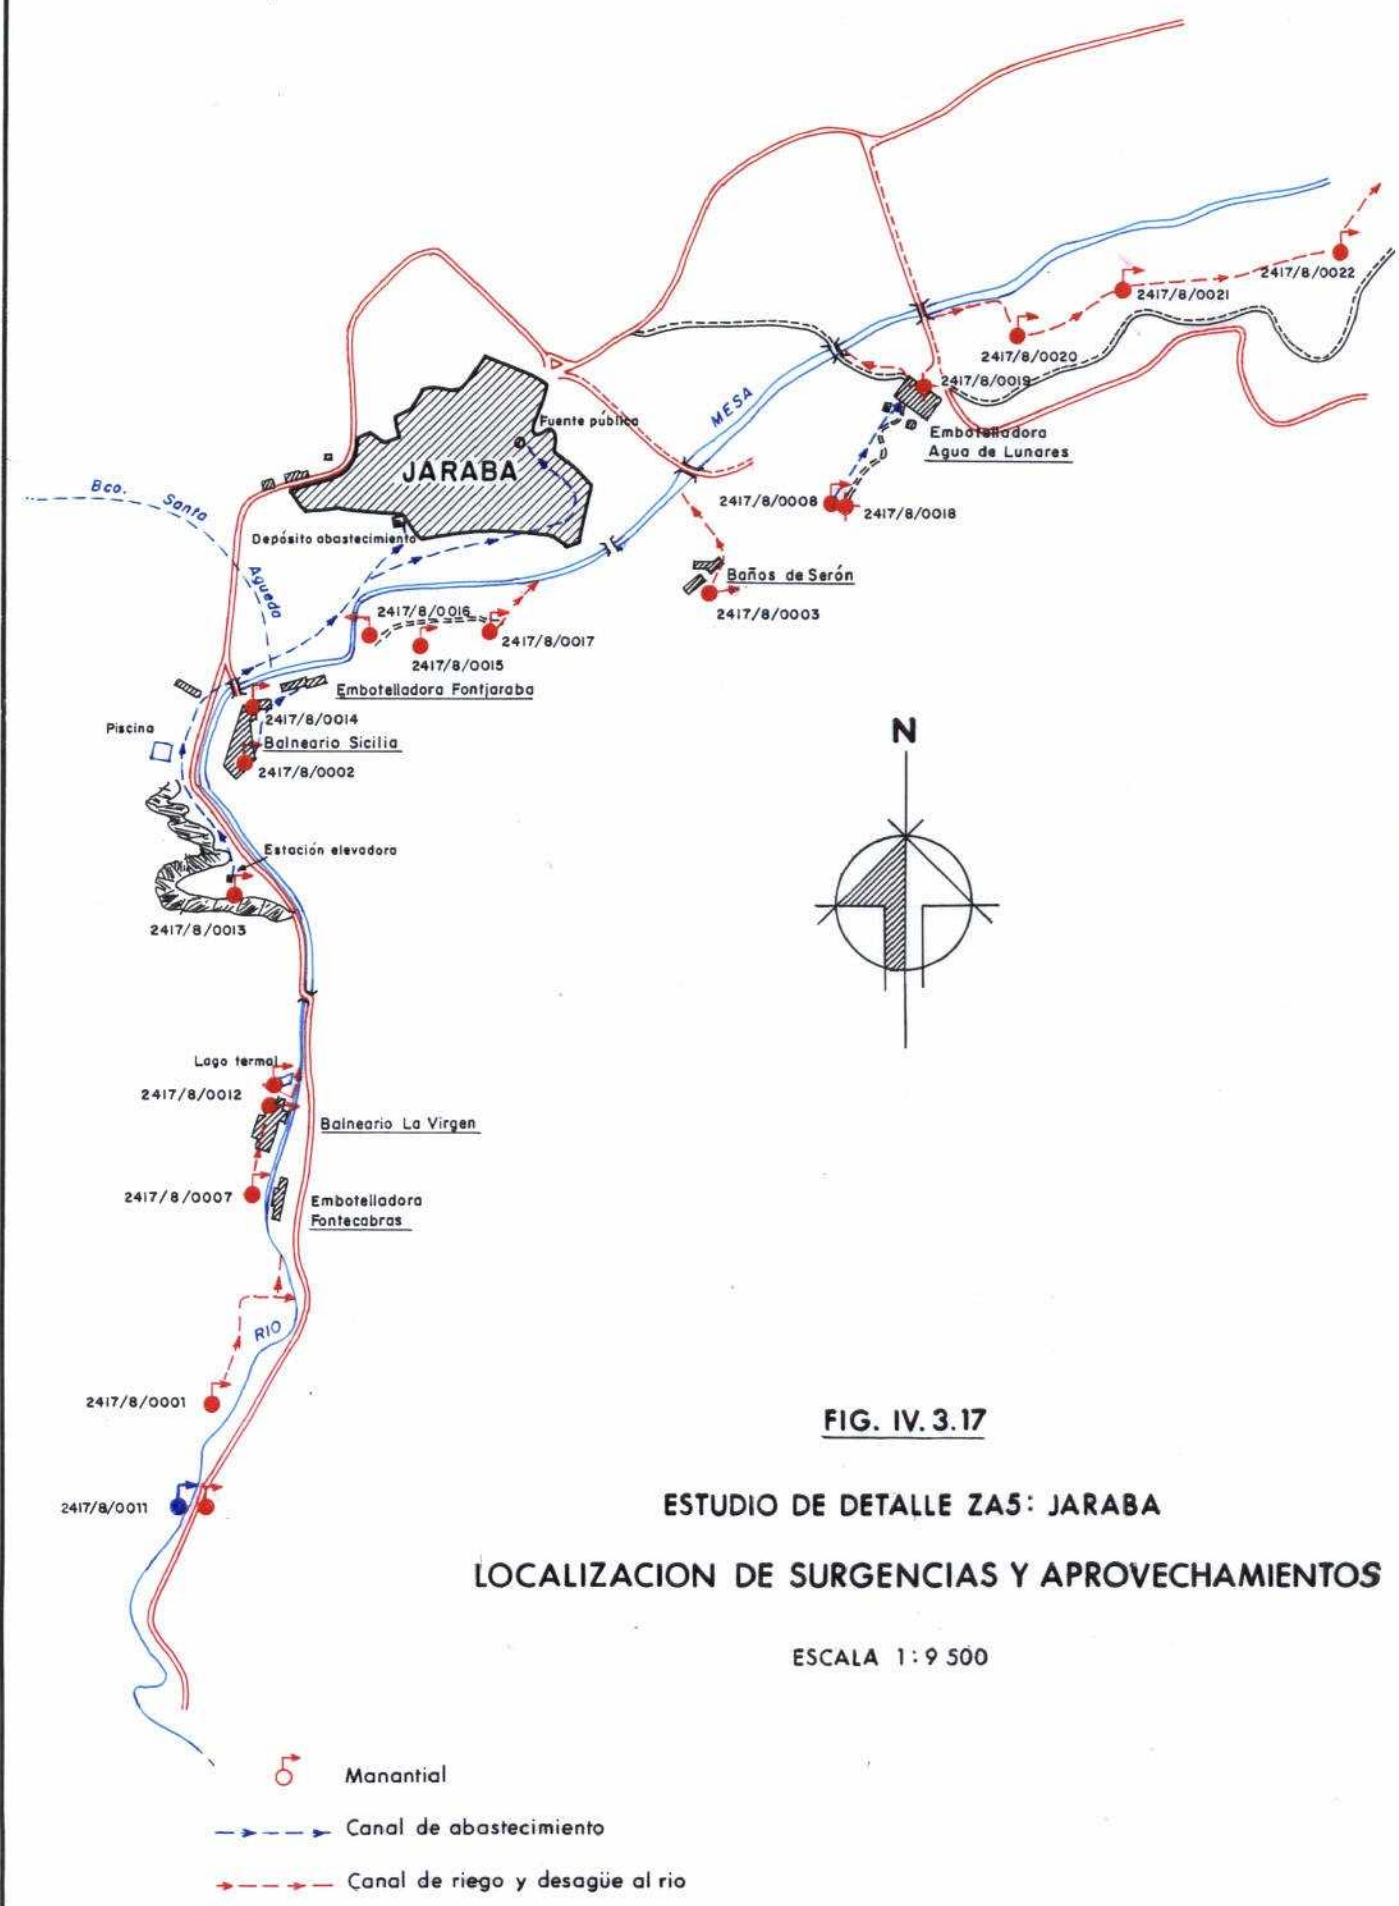 2417/8/0022
2417/8/0021
2417/8/0020
2417/8/0019
MESA
Fuente pública
Embotelladora
Agua de Lunares
JARABA
Bco. Santa Agueda
2417/8/0008
2417/8/0018
Depósito abastecimiento
Baños de Serón
2417/8/0003
2417/8/0016
2417/8/0017
2417/8/0015
Embotelladora Fontjaraba
2417/8/0014
Piscina
Balneario Sicilia
2417/8/0002
N
Estación elevadora
2417/8/0013
Lago termal
2417/8/0012
Balneario La Virgen
2417/8/0007
Embotelladora
Fontecabras
RIO
2417/8/0001
2417/8/0011
FIG. IV. 3.17
ESTUDIO DE DETALLE ZA5: JARABA
LOCALIZACION DE SURGENCIAS Y APROVECHAMIENTOS
ESCALA 1:9 500
Manantial
Canal de abastecimiento
Canal de riego y desagüe al rio